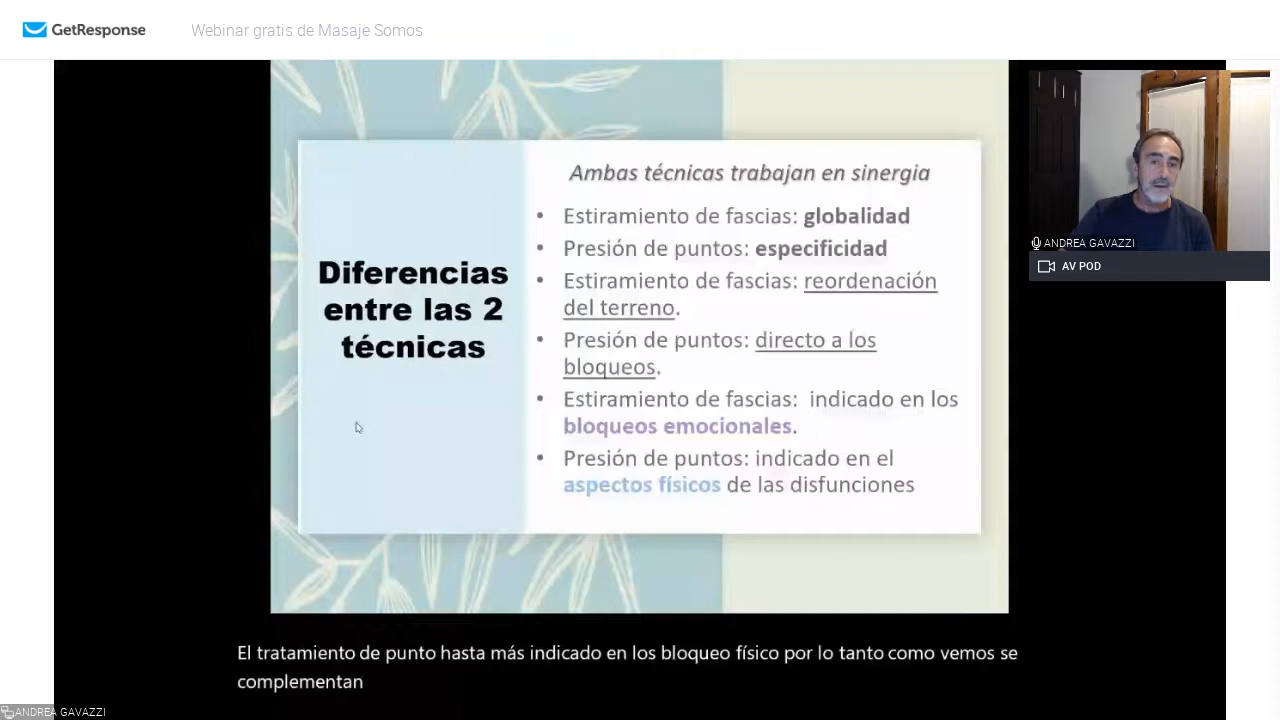 GetResponse
Webinar gratis de Masaje Somos
Ambas técnicas trabajan en sinergia
• Estiramiento de fascias: globalidad
• Presión de puntos: especificidad
• Estiramiento de fascias: reordenación
del terreno.
• Presión de puntos: directo a los
bloqueos.
• Estiramiento de fascias: indicado en los
bloqueos emocionales.
• Presión de puntos: indicado en el
aspectos físicos de las disfunciones
Diferencias
entre las 2
técnicas
ANDREA GAVAZZI
AV POD
El tratamiento de punto hasta más indicado en los bloqueo físico por lo tanto como vemos se
complementan
ANDREA GAVAZZI